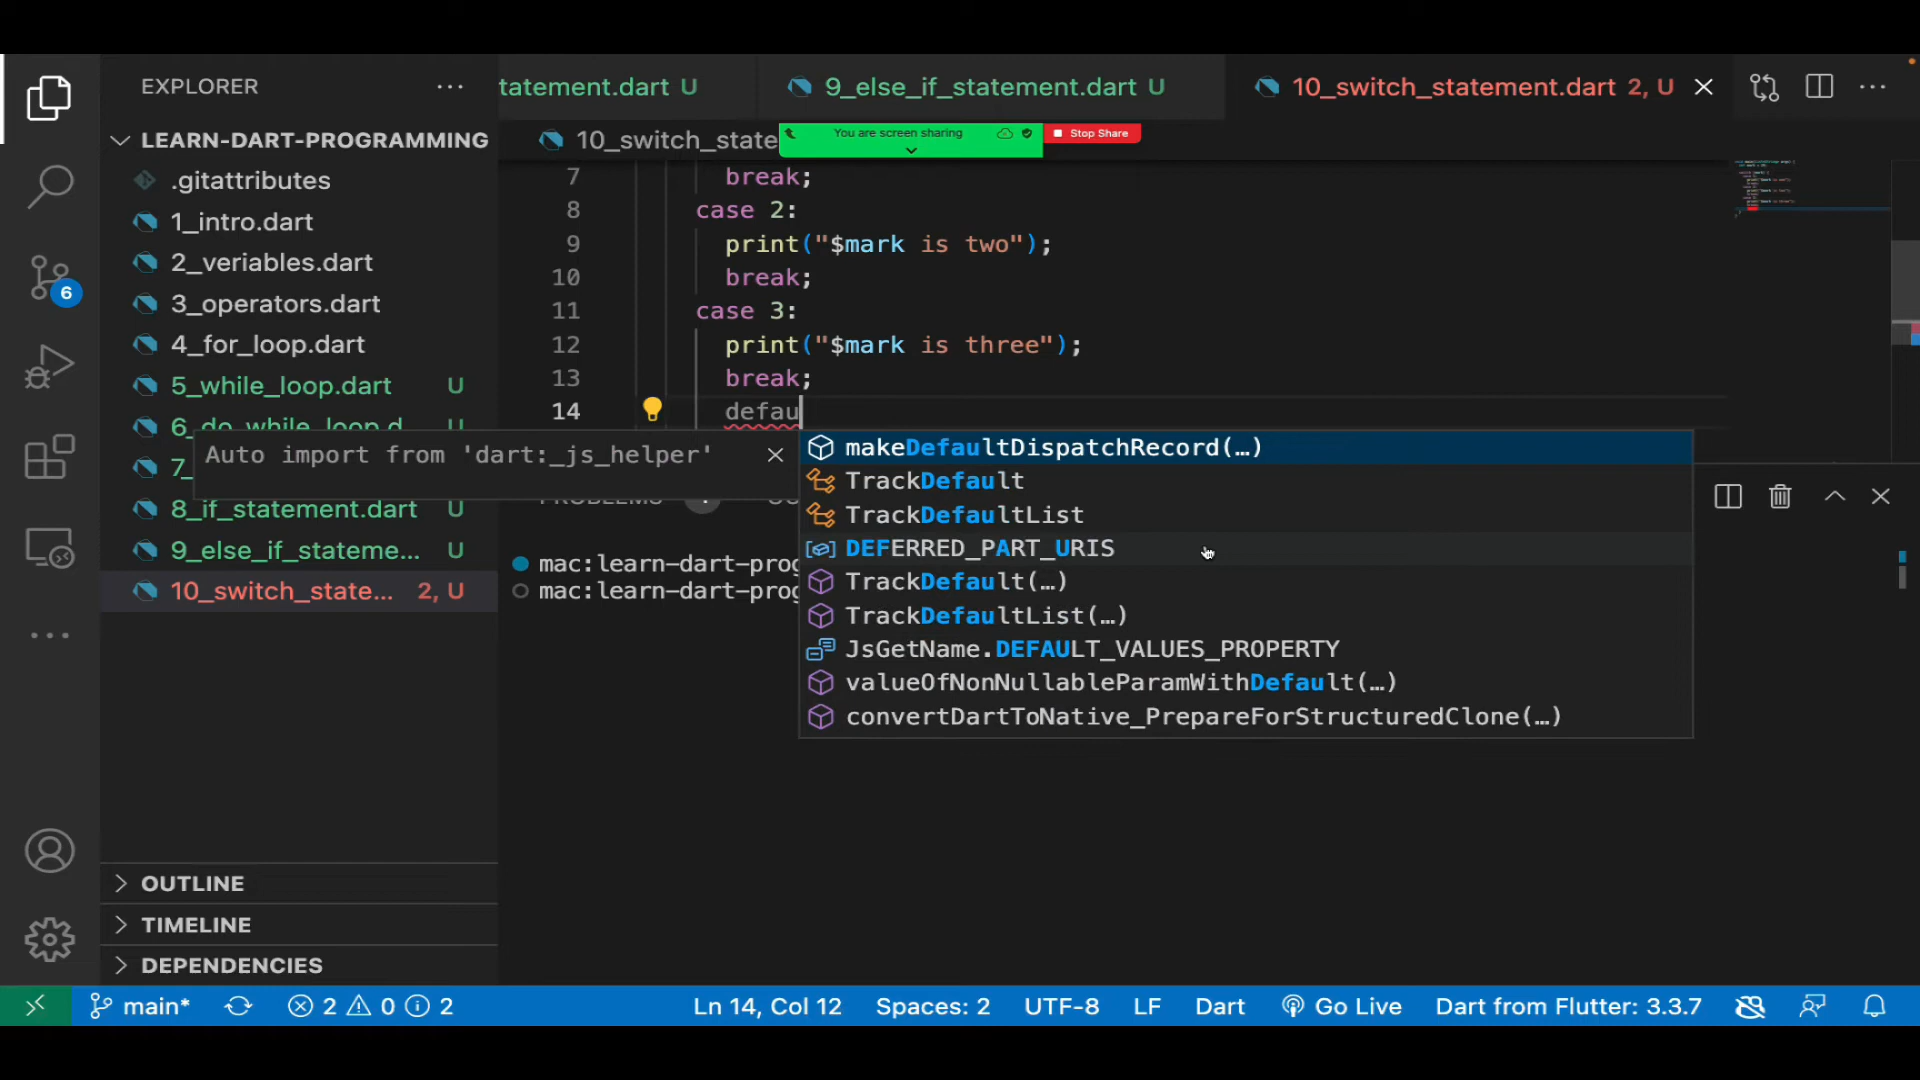 EXPLORER
tatement.dart U
9_else_if_statement.dart U
10_switch_statement.dart 2, U
LEARN-DART-PROGRAMMING
10_switch_state
You are screen sharing
Stop Share
.gitattributes
1_intro.dart
2_veriables.dart
3_operators.dart
4_for_loop.dart
5_while_loop.dart U
6_do_while_loop.d U
7_
8_if_statement.dart U
9_else_if_stateme... U
10_switch_state... 2, U
7 break;
8 case 2:
9 print("$mark is two");
10 break;
11 case 3:
12 print("$mark is three");
13 break;
14 defau
Auto import from 'dart:_js_helper'
makeDefaultDispatchRecord(…)
TrackDefault
TrackDefaultList
DEFERRED_PART_URIS
TrackDefault(…)
TrackDefaultList(…)
JsGetName.DEFAULT_VALUES_PROPERTY
valueOfNonNullableParamWithDefault(…)
convertDartToNative_PrepareForStructuredClone(…)
PROBLEMS
mac:learn-dart-prog
mac:learn-dart-prog
OUTLINE
TIMELINE
DEPENDENCIES
6
main* 2 0 2 Ln 14, Col 12 Spaces: 2 UTF-8 LF Dart Go Live Dart from Flutter: 3.3.7